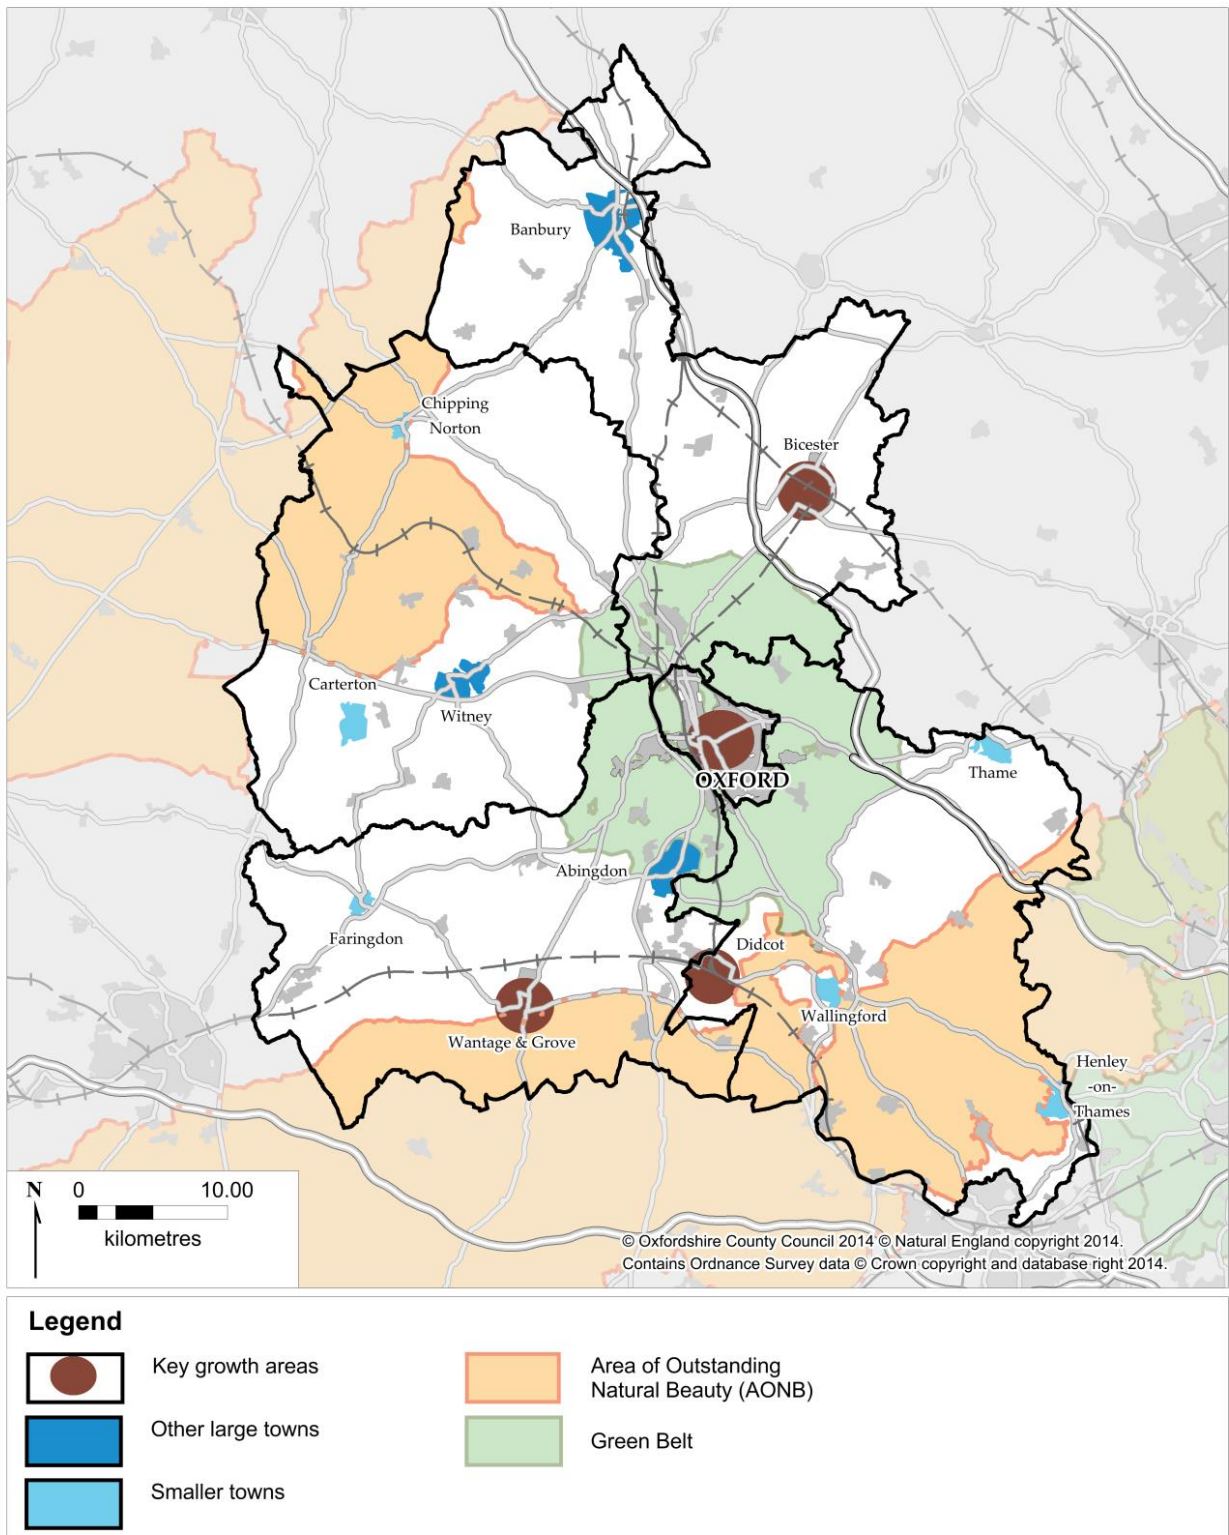 Banbury
Chipping
Norton
Bicester
Carterton
Witney
OXFORD
Thame
Abingdon
Faringdon
Didcot
Wallingford
Wantage & Grove
Henley
-on-
Thames
N
0 10.00
kilometres
© Oxfordshire County Council 2014 © Natural England copyright 2014.
Contains Ordnance Survey data © Crown copyright and database right 2014.
Legend
Key growth areas
Other large towns
Smaller towns
Area of Outstanding
Natural Beauty (AONB)
Green Belt